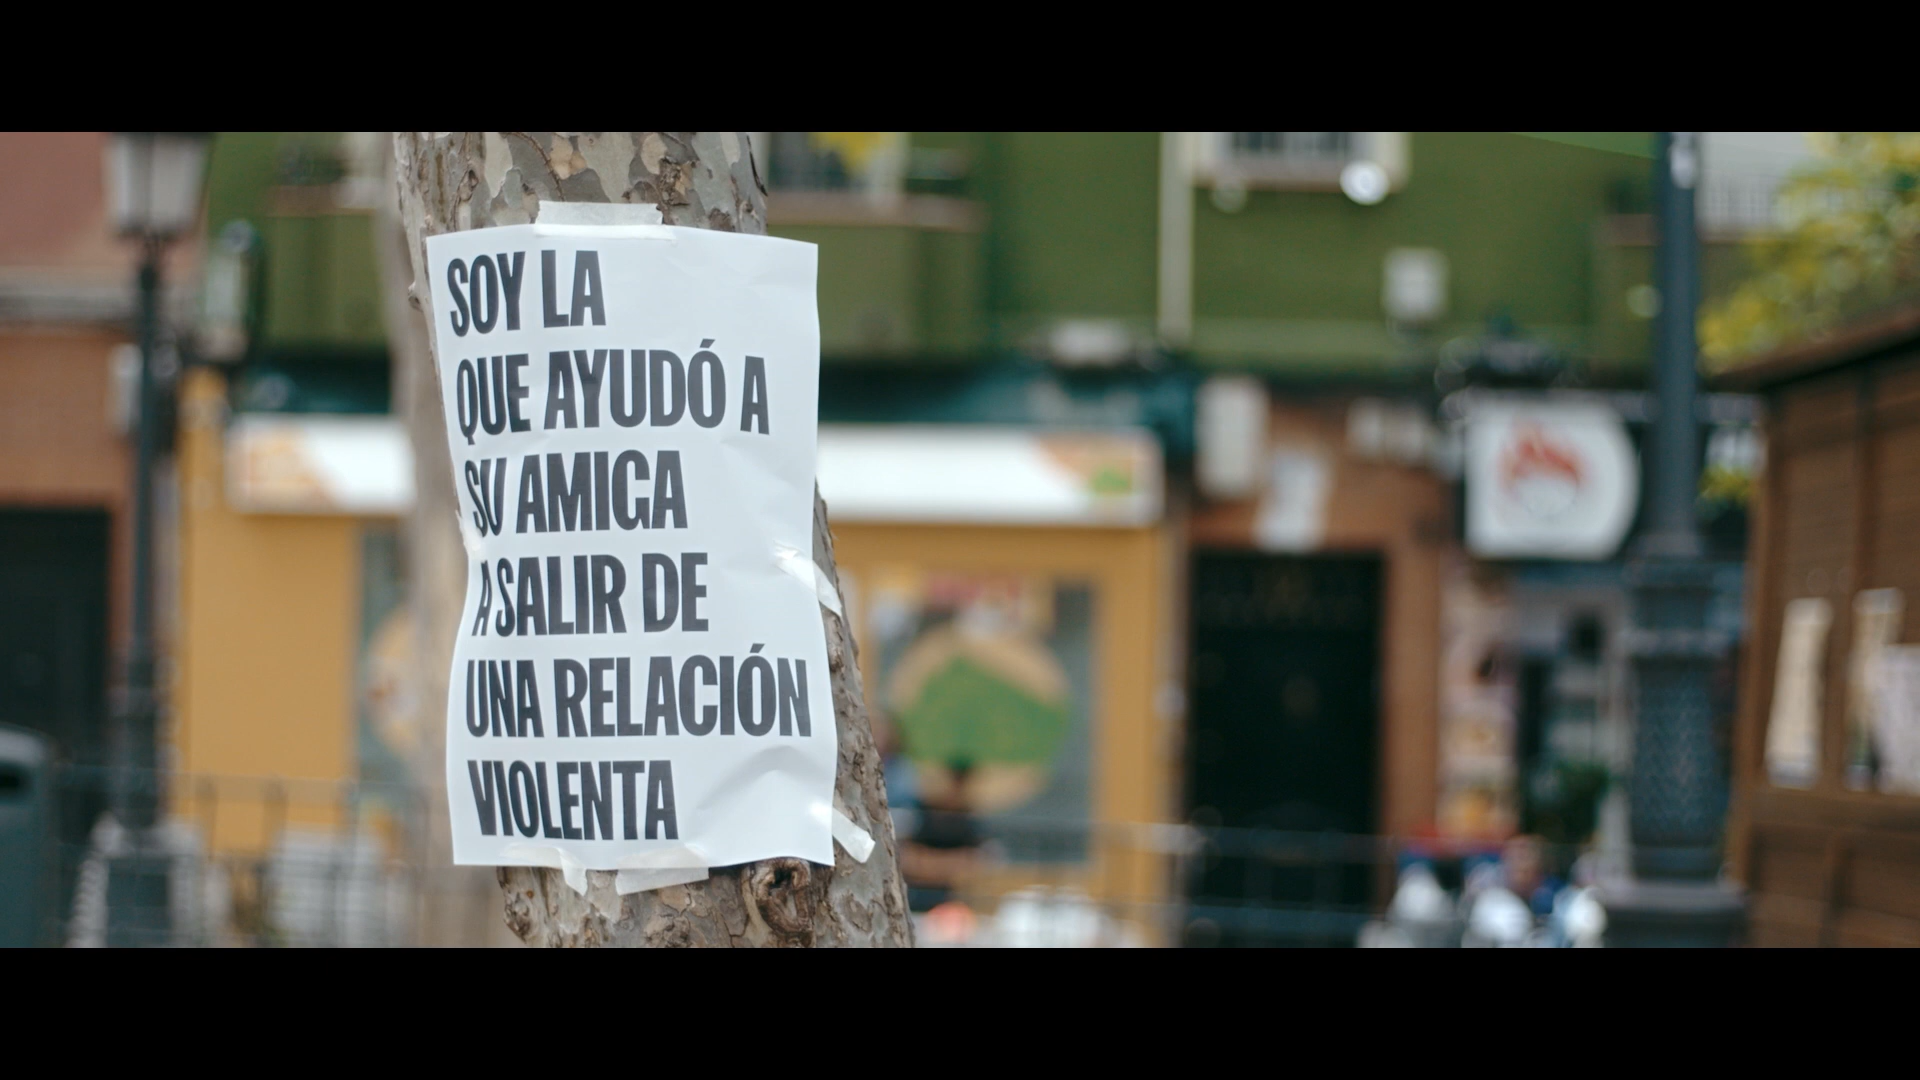 SOY LA
QUE AYUDÓ A
SU AMIGA
A SALIR DE
UNA RELACIÓN
VIOLENTA